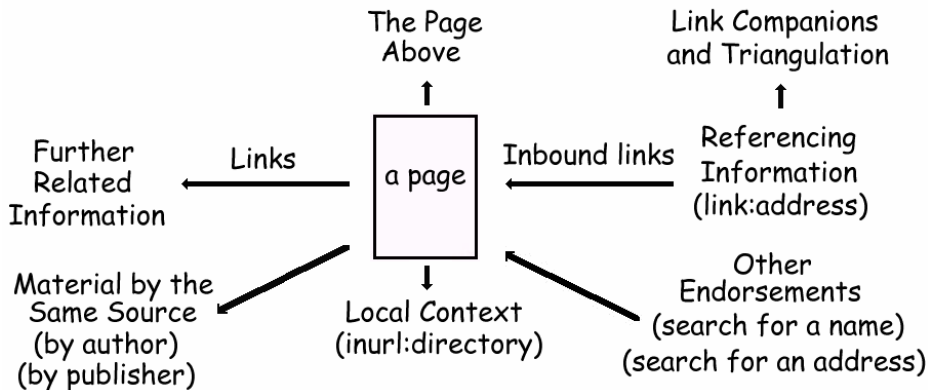 The Page
Above
Link Companions
and Triangulation
Further
Related
Information
Links
a page
Inbound links
Referencing
Information
(link:address)
Material by the
Same Source
(by author)
(by publisher)
Local Context
(inurl:directory)
Other
Endorsements
(search for a name)
(search for an address)